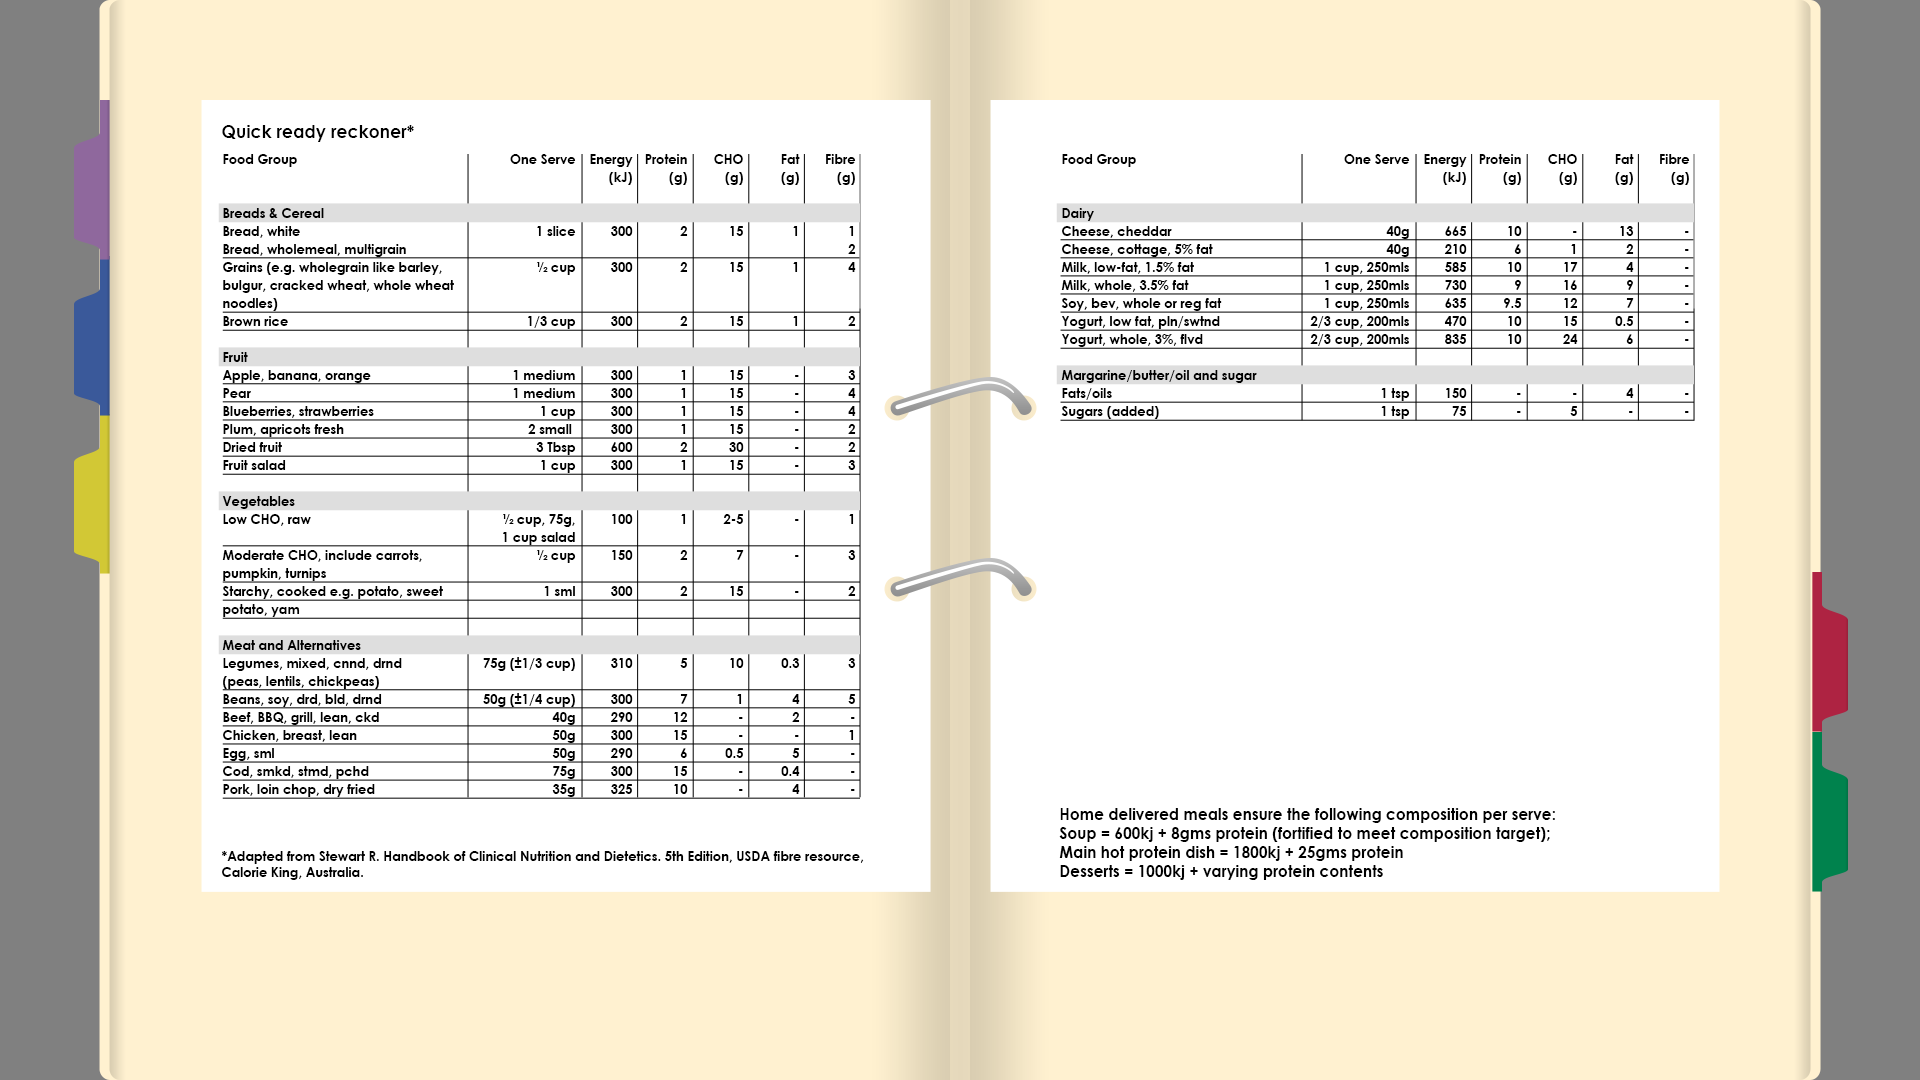 Quick ready reckoner*
Food Group One Serve Energy Protein CHO Fat Fibre
(kJ) (g) (g) (g) (g)
Breads & Cereal
Bread, white 1 slice 300 2 15 1 1
Bread, wholemeal, multigrain 2
Grains (e.g. wholegrain like barley, ½ cup 300 2 15 1 4
bulgur, cracked wheat, whole wheat
noodles)
Brown rice 1/3 cup 300 2 15 1 2
Fruit
Apple, banana, orange 1 medium 300 1 15 - 3
Pear 1 medium 300 1 15 - 4
Blueberries, strawberries 1 cup 300 1 15 - 4
Plum, apricots fresh 2 small 300 1 15 - 2
Dried fruit 3 Tbsp 600 2 30 - 2
Fruit salad 1 cup 300 1 15 - 3
Vegetables
Low CHO, raw ½ cup, 75g, 100 1 2-5 - 1
1 cup salad
Moderate CHO, include carrots, ½ cup 150 2 7 - 3
pumpkin, turnips
Starchy, cooked e.g. potato, sweet 1 sml 300 2 15 - 2
potato, yam
Meat and Alternatives
Legumes, mixed, cnnd, drnd 75g (±1/3 cup) 310 5 10 0.3 3
(peas, lentils, chickpeas)
Beans, soy, drd, bld, drnd 50g (±1/4 cup) 300 7 1 4 5
Beef, BBQ, grill, lean, ckd 40g 290 12 - 2 -
Chicken, breast, lean 50g 300 15 - - 1
Egg, sml 50g 290 6 0.5 5 -
Cod, smkd, stmd, pchd 75g 300 15 - 0.4 -
Pork, loin chop, dry fried 35g 325 10 - 4 -
*Adapted from Stewart R. Handbook of Clinical Nutrition and Dietetics. 5th Edition, USDA fibre resource,
Calorie King, Australia.
Food Group One Serve Energy Protein CHO Fat Fibre
(kJ) (g) (g) (g) (g)
Dairy
Cheese, cheddar 40g 665 10 - 13 -
Cheese, cottage, 5% fat 40g 210 6 1 2 -
Milk, low-fat, 1.5% fat 1 cup, 250mls 585 10 17 4 -
Milk, whole, 3.5% fat 1 cup, 250mls 730 9 16 9 -
Soy, bev, whole or reg fat 1 cup, 250mls 635 9.5 12 7 -
Yogurt, low fat, pln/swtnd 2/3 cup, 200mls 470 10 15 0.5 -
Yogurt, whole, 3%, flvd 2/3 cup, 200mls 835 10 24 6 -
Margarine/butter/oil and sugar
Fats/oils 1 tsp 150 - - 4 -
Sugars (added) 1 tsp 75 - 5 - -
Home delivered meals ensure the following composition per serve:
Soup = 600kj + 8gms protein (fortified to meet composition target);
Main hot protein dish = 1800kj + 25gms protein
Desserts = 1000kj + varying protein contents